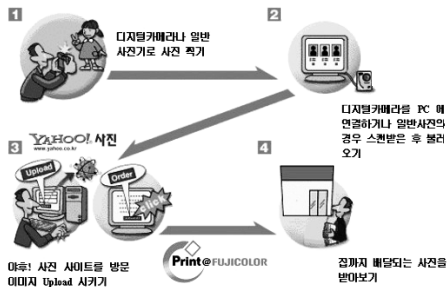 1
디지털카메라나 일반
사진기로 사진 찍기
2
디지털카메라를 PC 에
연결하거나 일반사진의
경우 스캔받은 후 불러
오기
YAHOO! 사진
www.yahoo.co.kr
3
Upload
Order
click
야후! 사진 사이트를 방문
이미지 Upload 시키기
Print@FUJICOLOR
4
집까지 배달되는 사진을
받아보기